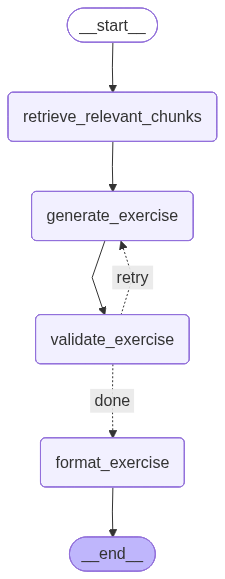 __start__
retrieve_relevant_chunks
generate_exercise
retry
validate_exercise
done
format_exercise
__end__